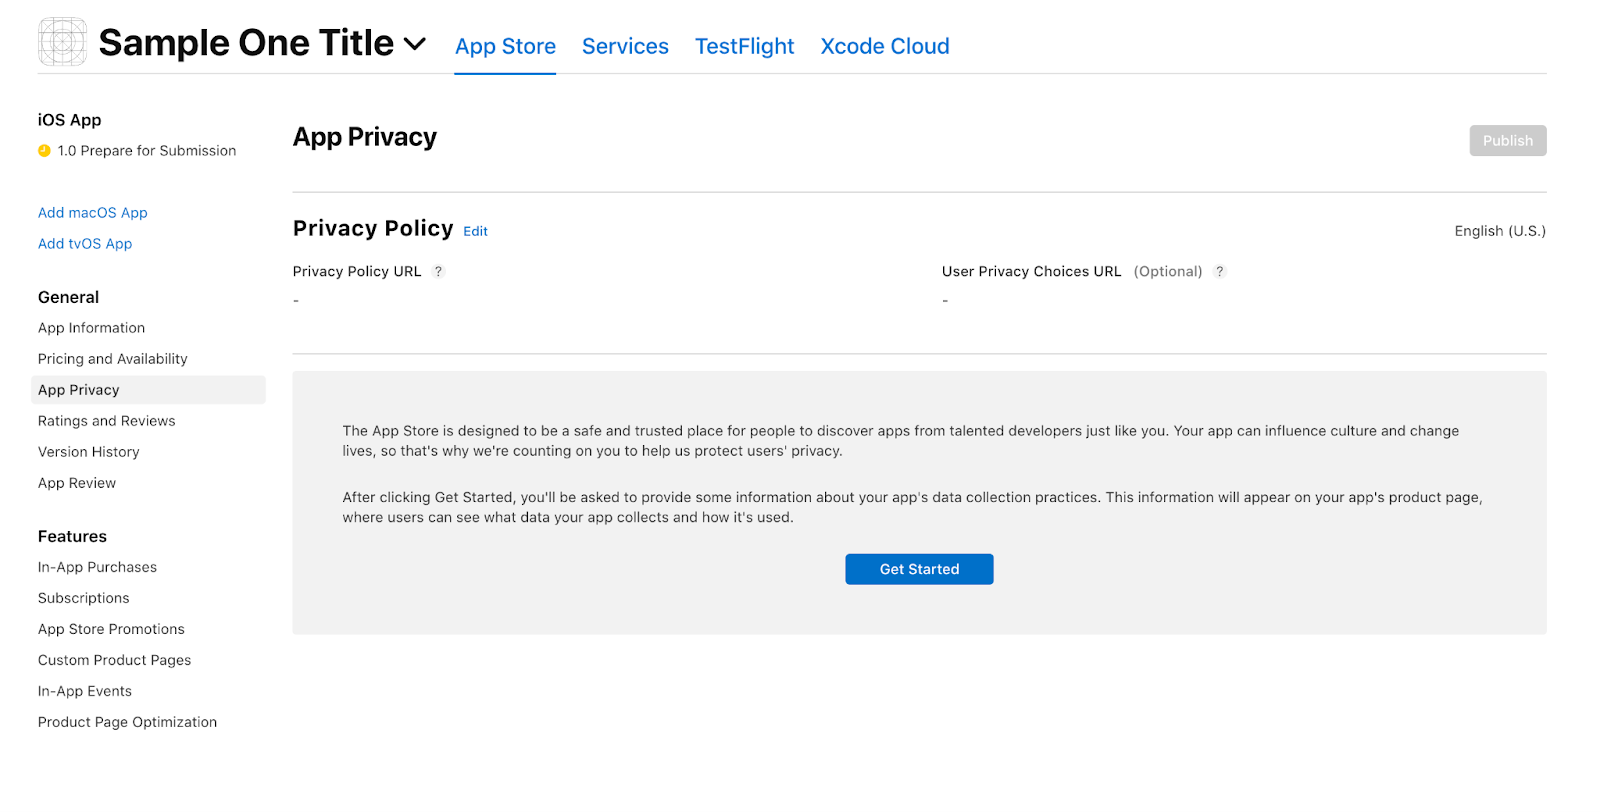 Sample One Title App Store Services TestFlight Xcode Cloud
iOS App
1.0 Prepare for Submission
Add macOS App
Add tvOS App
General
App Information
Pricing and Availability
App Privacy
Ratings and Reviews
Version History
App Review
Features
In-App Purchases
Subscriptions
App Store Promotions
Custom Product Pages
In-App Events
Product Page Optimization
App Privacy
Publish
Privacy Policy Edit
English (U.S.)
Privacy Policy URL ?
-
User Privacy Choices URL (Optional) ?
-
The App Store is designed to be a safe and trusted place for people to discover apps from talented developers just like you. Your app can influence culture and change
lives, so that's why we're counting on you to help us protect users' privacy.
After clicking Get Started, you'll be asked to provide some information about your app's data collection practices. This information will appear on your app's product page,
where users can see what data your app collects and how it's used.
Get Started